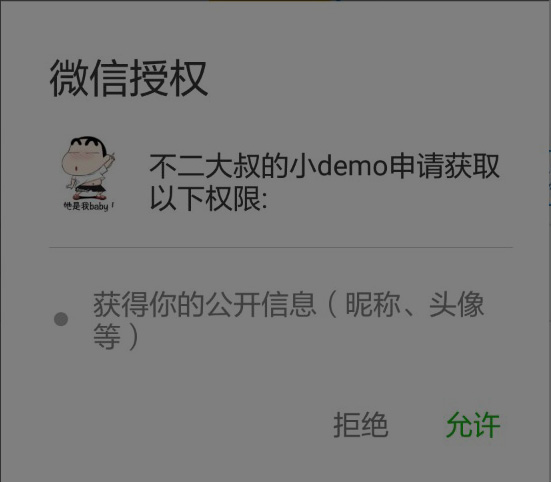 微信授权
不二大叔的小demo申请获取
以下权限:
他是我baby！
获得你的公开信息（昵称、头像
等）
拒绝 允许